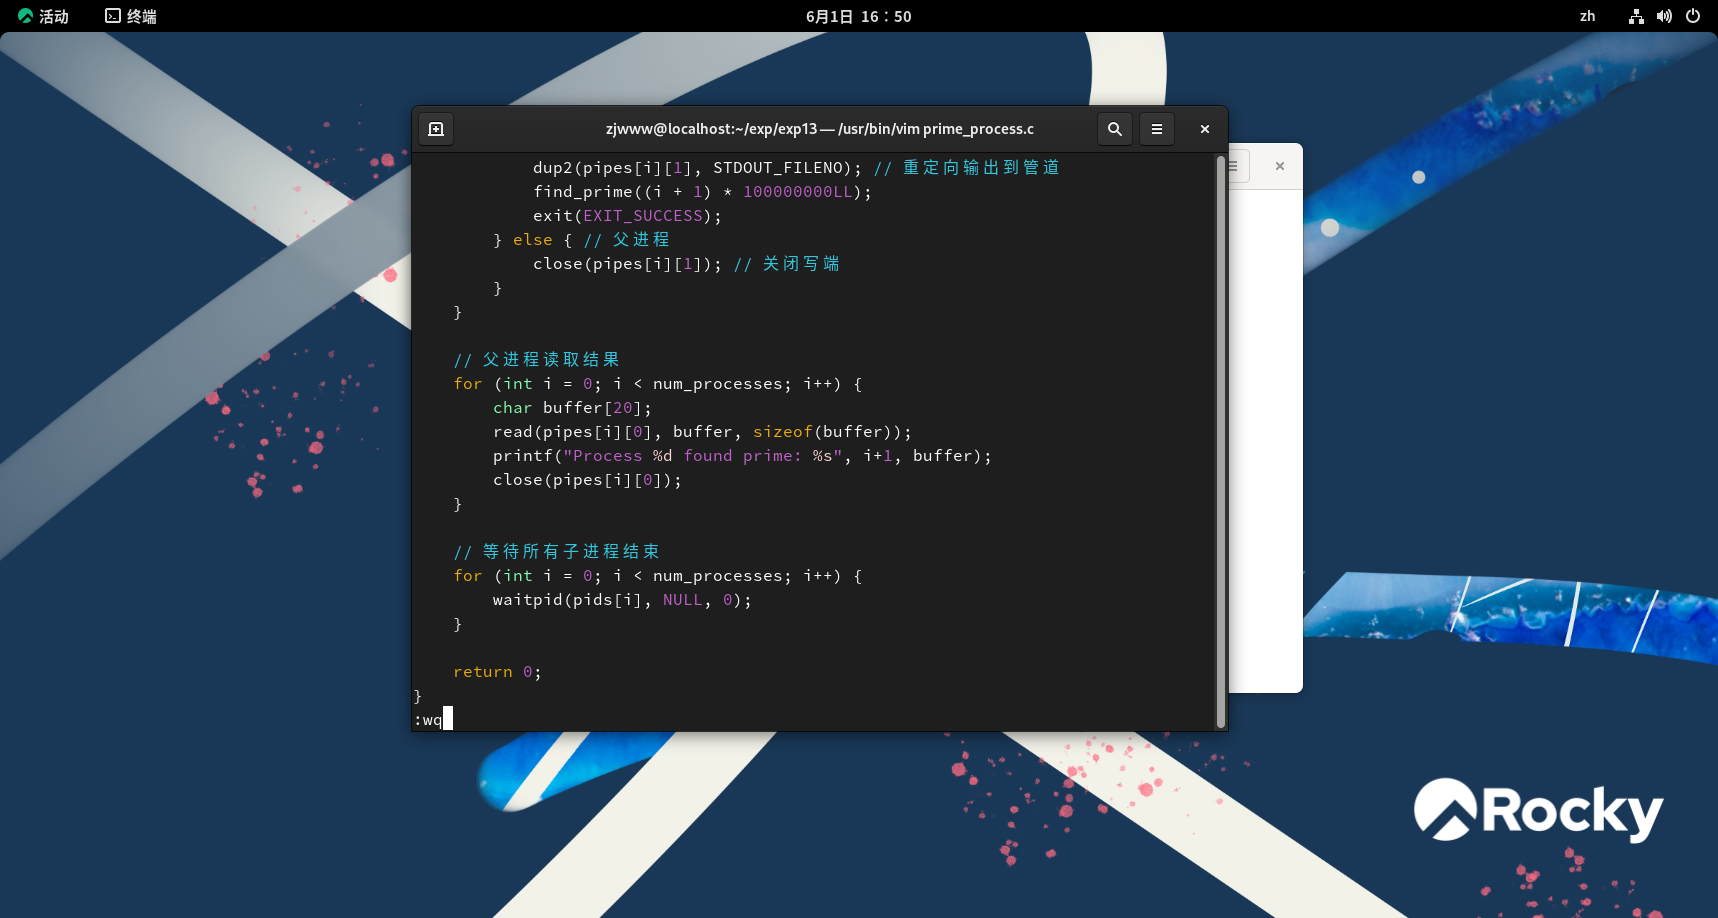 活动 终端 6月1日 16：50 zh
zjwww@localhost:~/exp/exp13 — /usr/bin/vim prime_process.c
            dup2(pipes[i][1], STDOUT_FILENO); // 重定向输出到管道
            find_prime((i + 1) * 100000000LL);
            exit(EXIT_SUCCESS);
        } else { // 父进程
            close(pipes[i][1]); // 关闭写端
        }
    }
    // 父进程读取结果
    for (int i = 0; i < num_processes; i++) {
        char buffer[20];
        read(pipes[i][0], buffer, sizeof(buffer));
        printf("Process %d found prime: %s", i+1, buffer);
        close(pipes[i][0]);
    }
    // 等待所有子进程结束
    for (int i = 0; i < num_processes; i++) {
        waitpid(pids[i], NULL, 0);
    }
    return 0;
}
:wq
Rocky